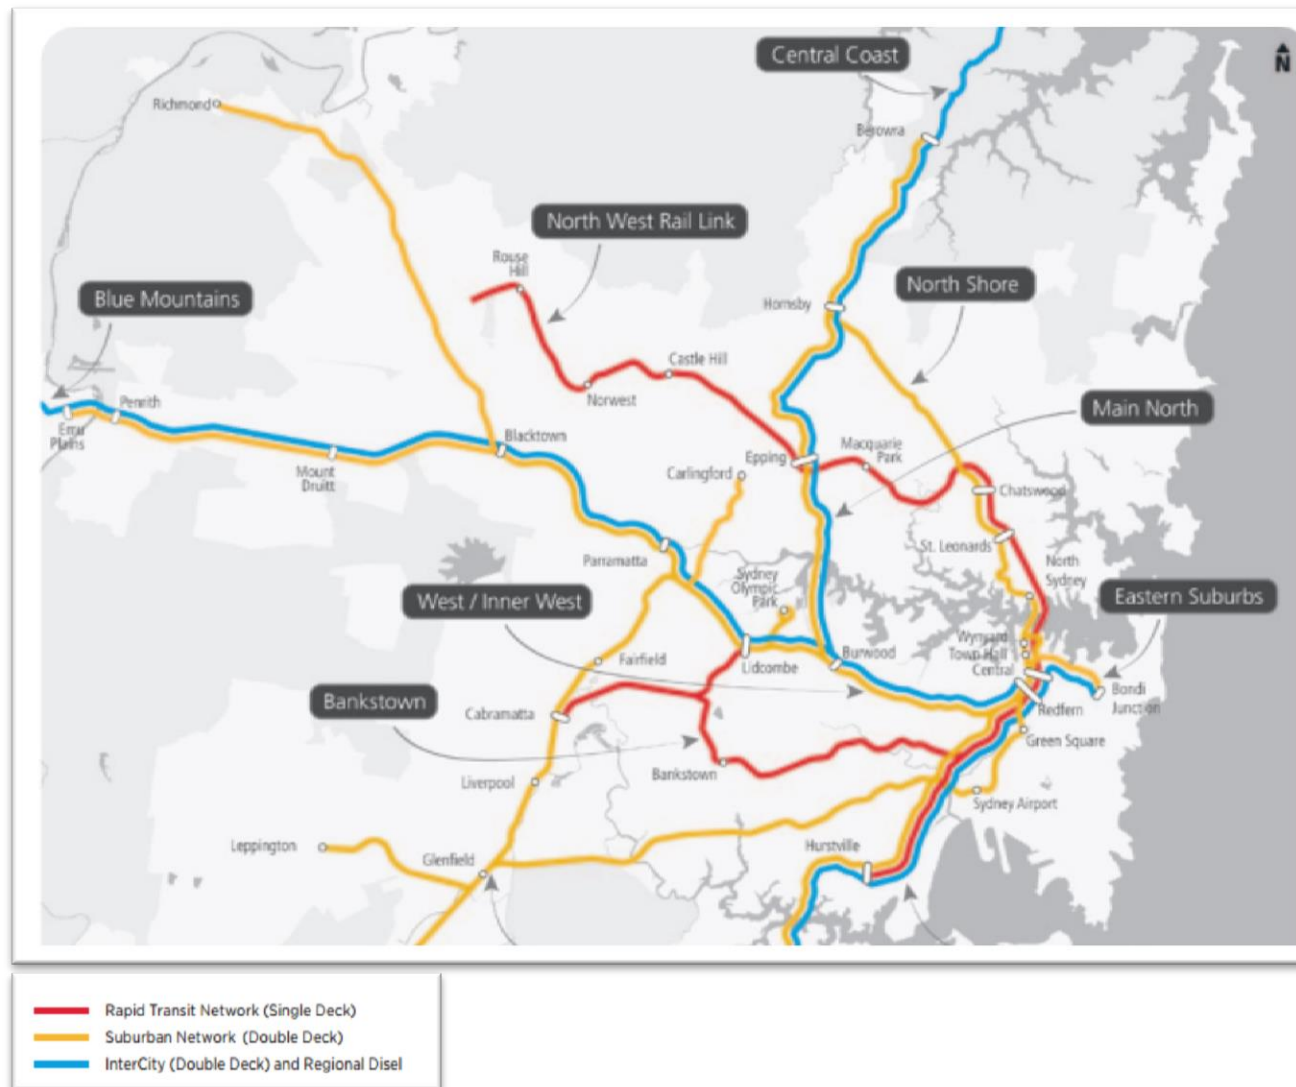 Central Coast
N
Richmond
Berowra
North West Rail Link
Rouse
Hill
North Shore
Blue Mountains
Hornsby
Castle Hill
Norwest
Main North
Penrith
Emu
Plains
Blacktown
Mount
Druitt
Epping
Macquarie
Park
Carlingford
Chatswood
St. Leonards
North
Sydney
Parramatta
Sydney
Olympic
Park
West / Inner West
Eastern Suburbs
Wynyard
Town Hall
Central
Burwood
Lidcombe
Fairfield
Bondi
Junction
Redfern
Bankstown
Cabramatta
Green Square
Bankstown
Liverpool
Sydney Airport
Leppington
Glenfield
Hurstville
Rapid Transit Network (Single Deck)
Suburban Network (Double Deck)
InterCity (Double Deck) and Regional Disel